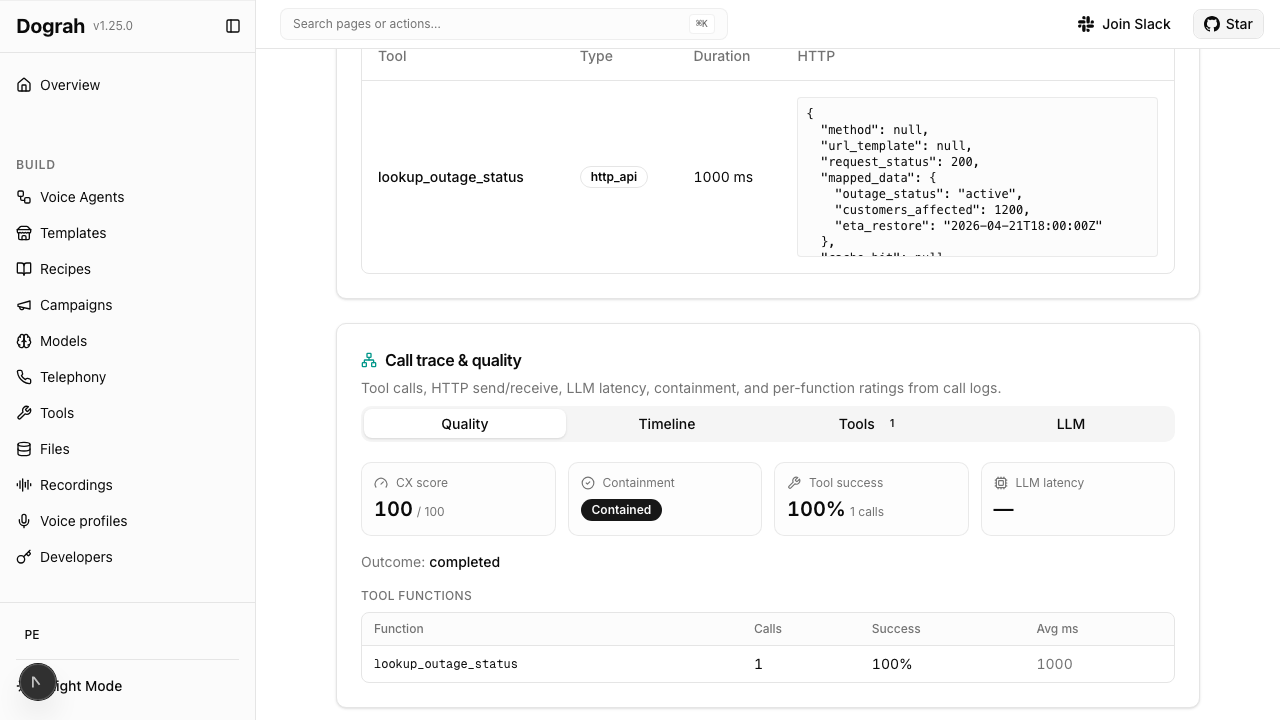 Dograh v1.25.0
Search pages or actions... ⌘K
Join Slack
Star
Overview
BUILD
Voice Agents
Templates
Recipes
Campaigns
Models
Telephony
Tools
Files
Recordings
Voice profiles
Developers
PE
ight Mode
Tool Type Duration HTTP
lookup_outage_status http_api 1000 ms
{
"method": null,
"url_template": null,
"request_status": 200,
"mapped_data": {
"outage_status": "active",
"customers_affected": 1200,
"eta_restore": "2026-04-21T18:00:00Z"
},
Call trace & quality
Tool calls, HTTP send/receive, LLM latency, containment, and per-function ratings from call logs.
Quality Timeline Tools 1 LLM
CX score
100 / 100
Containment
Contained
Tool success
100% 1 calls
LLM latency
—
Outcome: completed
TOOL FUNCTIONS
Function Calls Success Avg ms
lookup_outage_status 1 100% 1000